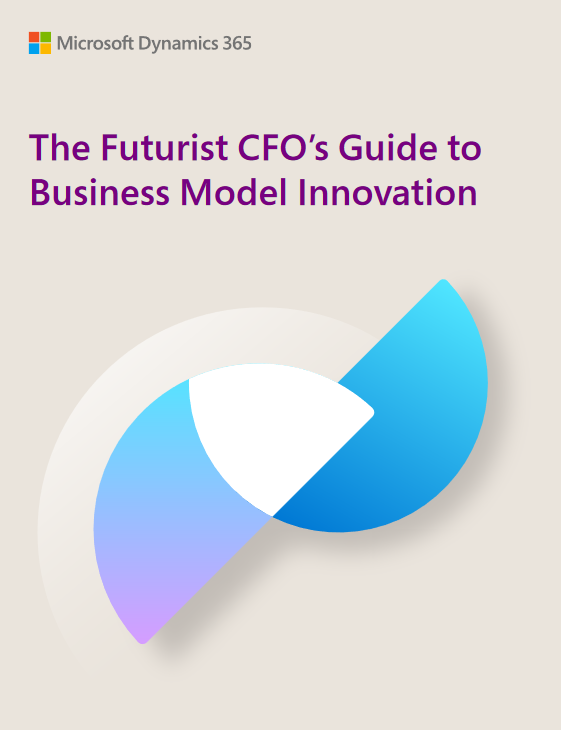 Microsoft Dynamics 365
The Futurist CFO’s Guide to
Business Model Innovation